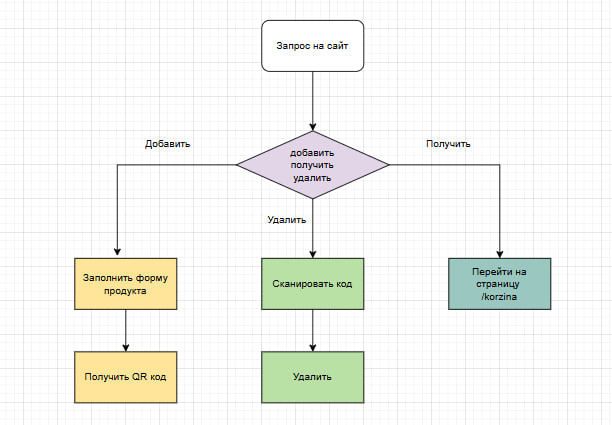 Запрос на сайт
Добавить
Получить
добавить
получить
удалить
Удалить
Заполнить форму
продукта
Сканировать код
Перейти на
страницу
/korzina
Получить QR код
Удалить